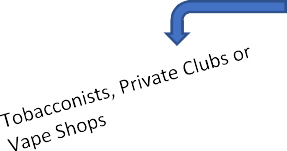 Tobacconists, Private Clubs or
Vape Shops